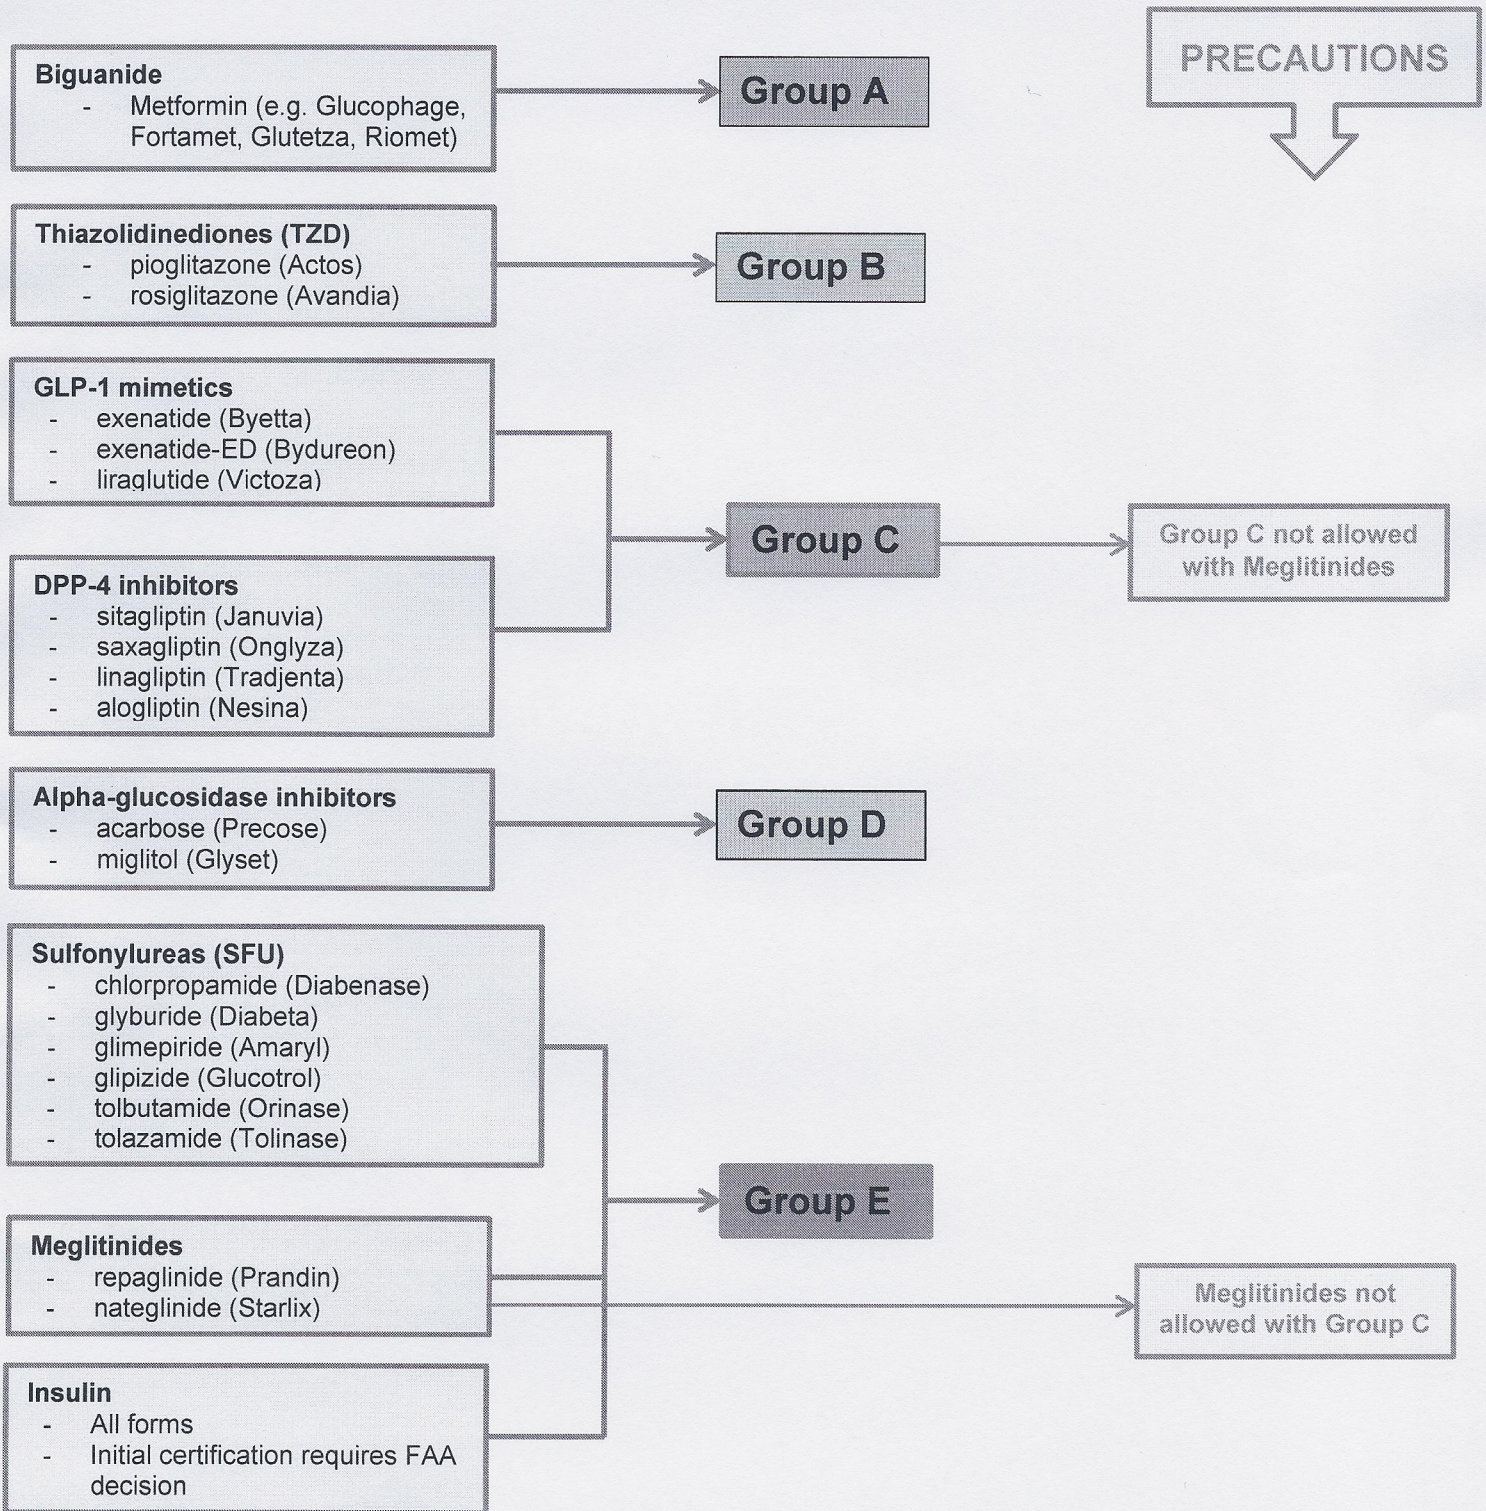 PRECAUTIONS
Biguanide
- Metformin (e.g. Glucophage,
Fortamet, Glutetza, Riomet)
Group A
Thiazolidinediones (TZD)
- pioglitazone (Actos)
- rosiglitazone (Avandia)
Group B
GLP-1 mimetics
- exenatide (Byetta)
- exenatide-ED (Bydureon)
- liraglutide (Victoza)
Group C
Group C not allowed
with Meglitinides
DPP-4 inhibitors
- sitagliptin (Januvia)
- saxagliptin (Onglyza)
- linagliptin (Tradjenta)
- alogliptin (Nesina)
Alpha-glucosidase inhibitors
- acarbose (Precose)
- miglitol (Glyset)
Group D
Sulfonylureas (SFU)
- chlorpropamide (Diabenase)
- glyburide (Diabeta)
- glimepiride (Amaryl)
- glipizide (Glucotrol)
- tolbutamide (Orinase)
- tolazamide (Tolinase)
Group E
Meglitinides
- repaglinide (Prandin)
- nateglinide (Starlix)
Meglitinides not
allowed with Group C
Insulin
- All forms
- Initial certification requires FAA
decision